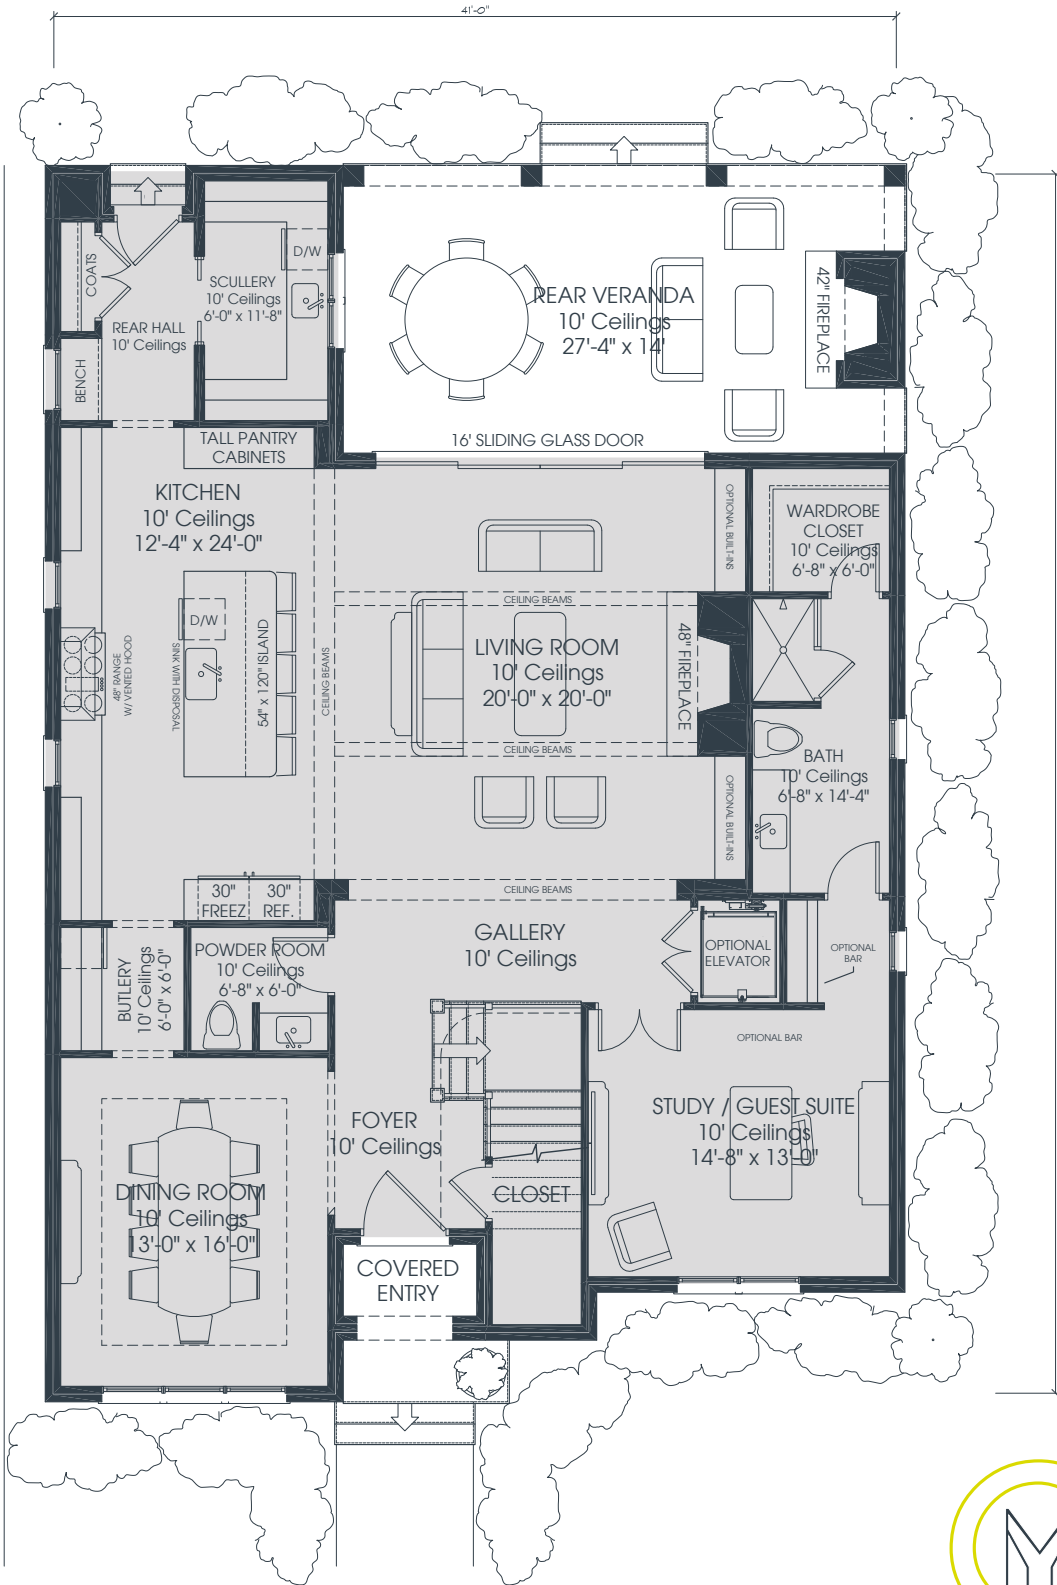 41'-0"
D/W
COATS
SCULLERY
10' Ceilings
6'-0" x 11'-8"
REAR HALL
10' Ceilings
BENCH
REAR VERANDA
10' Ceilings
27'-4" x 14'
42" FIREPLACE
16' SLIDING GLASS DOOR
TALL PANTRY
CABINETS
KITCHEN
10' Ceilings
12'-4" x 24'-0"
OPTIONAL BUILT-INS
WARDROBE
CLOSET
10' Ceilings
6'-8" x 6'-0"
CEILING BEAMS
D/W
54" x 120" ISLAND
SINK WITH DISPOSAL
48" RANGE
W/ VENTED HOOD
CEILING BEAMS
LIVING ROOM
10' Ceilings
20'-0" x 20'-0"
48" FIREPLACE
CEILING BEAMS
BATH
10' Ceilings
6'-8" x 14'-4"
OPTIONAL BUILT-INS
30"
FREEZ
30"
REF.
CEILING BEAMS
GALLERY
10' Ceilings
OPTIONAL
ELEVATOR
OPTIONAL
BAR
BUTLERY
10' Ceilings
6'-0" x 6'-0"
POWDER ROOM
10' Ceilings
6'-8" x 6'-0"
OPTIONAL BAR
FOYER
10' Ceilings
STUDY / GUEST SUITE
10' Ceilings
14'-8" x 13'-0"
DINING ROOM
10' Ceilings
13'-0" x 16'-0"
CLOSET
COVERED
ENTRY